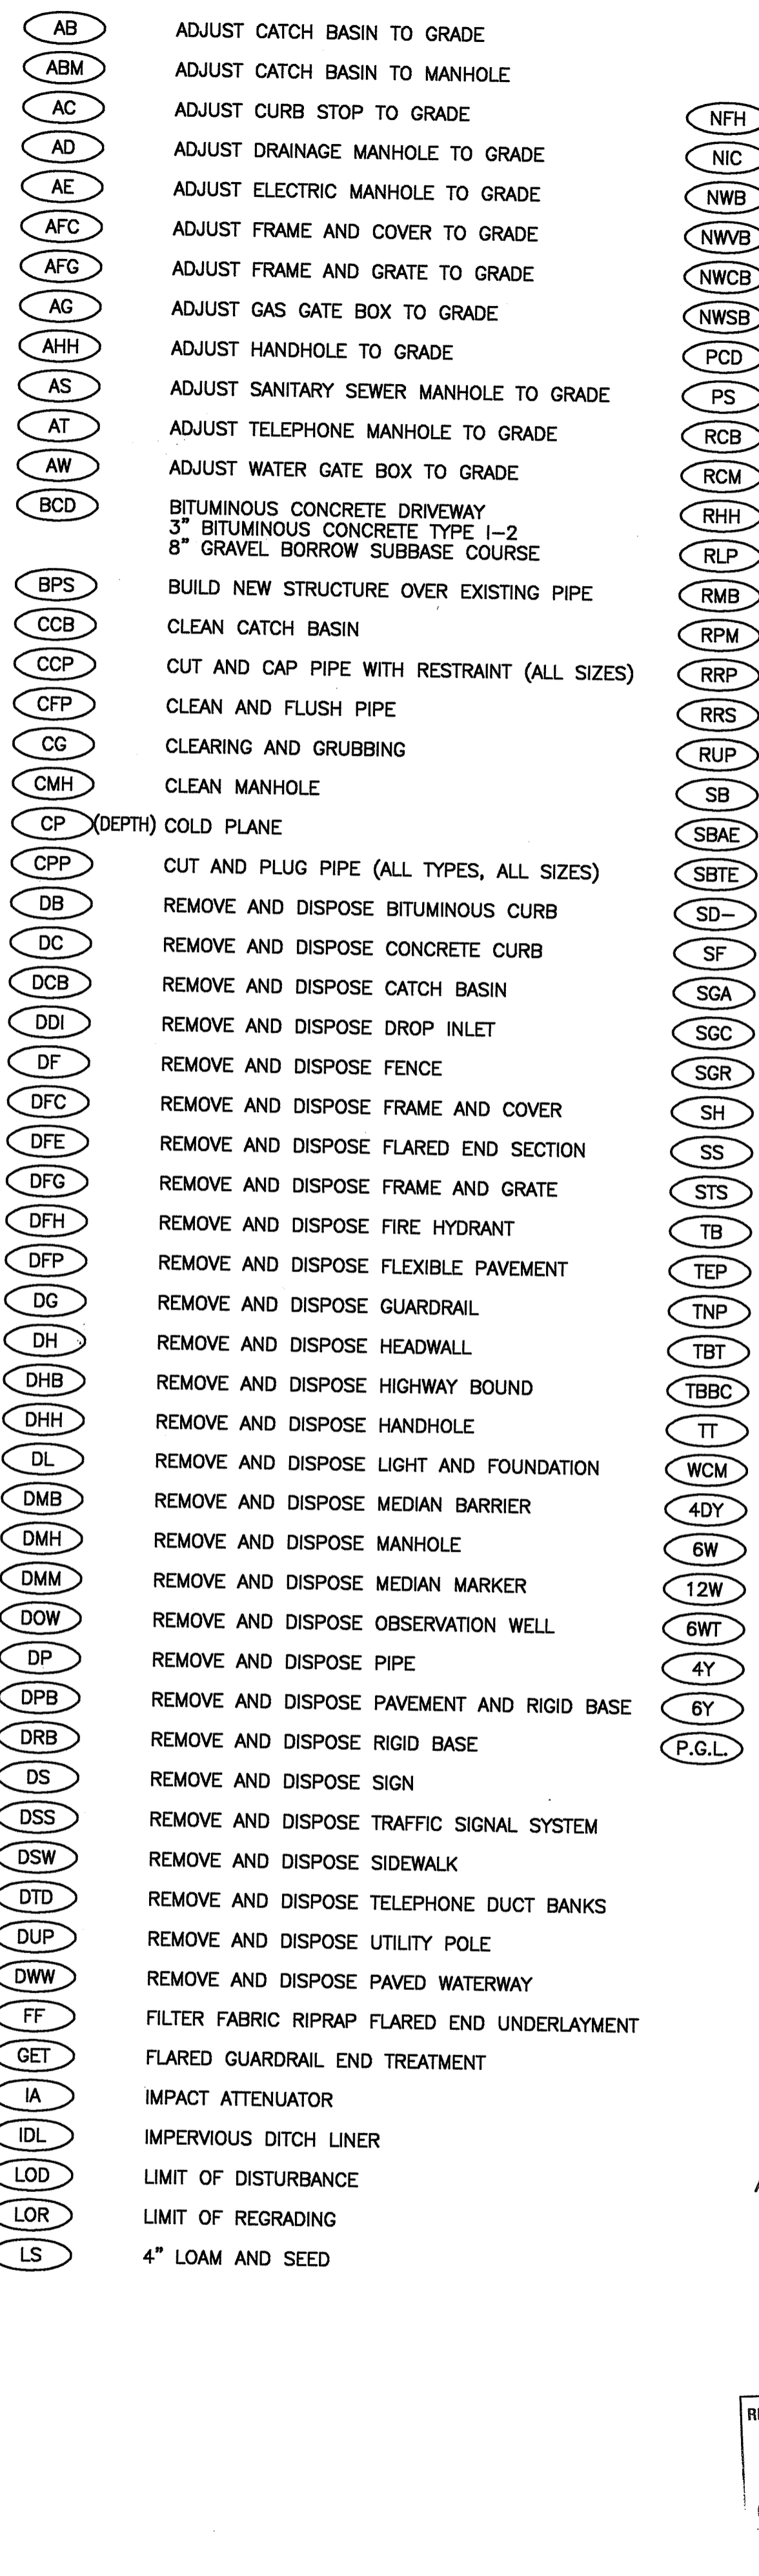 AB ADJUST CATCH BASIN TO GRADE
ABM ADJUST CATCH BASIN TO MANHOLE
AC ADJUST CURB STOP TO GRADE
AD ADJUST DRAINAGE MANHOLE TO GRADE
AE ADJUST ELECTRIC MANHOLE TO GRADE
AFC ADJUST FRAME AND COVER TO GRADE
AFG ADJUST FRAME AND GRATE TO GRADE
AG ADJUST GAS GATE BOX TO GRADE
AHH ADJUST HANDHOLE TO GRADE
AS ADJUST SANITARY SEWER MANHOLE TO GRADE
AT ADJUST TELEPHONE MANHOLE TO GRADE
AW ADJUST WATER GATE BOX TO GRADE
BCD BITUMINOUS CONCRETE DRIVEWAY
3" BITUMINOUS CONCRETE TYPE I-2
8" GRAVEL BORROW SUBBASE COURSE
BPS BUILD NEW STRUCTURE OVER EXISTING PIPE
CCB CLEAN CATCH BASIN
CCP CUT AND CAP PIPE WITH RESTRAINT (ALL SIZES)
CFP CLEAN AND FLUSH PIPE
CG CLEARING AND GRUBBING
CMH CLEAN MANHOLE
CP (DEPTH) COLD PLANE
CPP CUT AND PLUG PIPE (ALL TYPES, ALL SIZES)
DB REMOVE AND DISPOSE BITUMINOUS CURB
DC REMOVE AND DISPOSE CONCRETE CURB
DCB REMOVE AND DISPOSE CATCH BASIN
DDI REMOVE AND DISPOSE DROP INLET
DF REMOVE AND DISPOSE FENCE
DFC REMOVE AND DISPOSE FRAME AND COVER
DFE REMOVE AND DISPOSE FLARED END SECTION
DFG REMOVE AND DISPOSE FRAME AND GRATE
DFH REMOVE AND DISPOSE FIRE HYDRANT
DFP REMOVE AND DISPOSE FLEXIBLE PAVEMENT
DG REMOVE AND DISPOSE GUARDRAIL
DH REMOVE AND DISPOSE HEADWALL
DHB REMOVE AND DISPOSE HIGHWAY BOUND
DHH REMOVE AND DISPOSE HANDHOLE
DL REMOVE AND DISPOSE LIGHT AND FOUNDATION
DMB REMOVE AND DISPOSE MEDIAN BARRIER
DMH REMOVE AND DISPOSE MANHOLE
DMM REMOVE AND DISPOSE MEDIAN MARKER
DOW REMOVE AND DISPOSE OBSERVATION WELL
DP REMOVE AND DISPOSE PIPE
DPB REMOVE AND DISPOSE PAVEMENT AND RIGID BASE
DRB REMOVE AND DISPOSE RIGID BASE
DS REMOVE AND DISPOSE SIGN
DSS REMOVE AND DISPOSE TRAFFIC SIGNAL SYSTEM
DSW REMOVE AND DISPOSE SIDEWALK
DTD REMOVE AND DISPOSE TELEPHONE DUCT BANKS
DUP REMOVE AND DISPOSE UTILITY POLE
DWW REMOVE AND DISPOSE PAVED WATERWAY
FF FILTER FABRIC RIPRAP FLARED END UNDERLAYMENT
GET FLARED GUARDRAIL END TREATMENT
IA IMPACT ATTENUATOR
IDL IMPERVIOUS DITCH LINER
LOD LIMIT OF DISTURBANCE
LOR LIMIT OF REGRADING
LS 4" LOAM AND SEED
NFH
NIC
NWB
NWVB
NWCB
NWSB
PCD
PS
RCB
RCM
RHH
RLP
RMB
RPM
RRP
RRS
RUP
SB
SBAE
SBTE
SD-
SF
SGA
SGC
SGR
SH
SS
STS
TB
TEP
TNP
TBT
TBBC
TT
WCM
4DY
6W
12W
6WT
4Y
6Y
P.G.L.